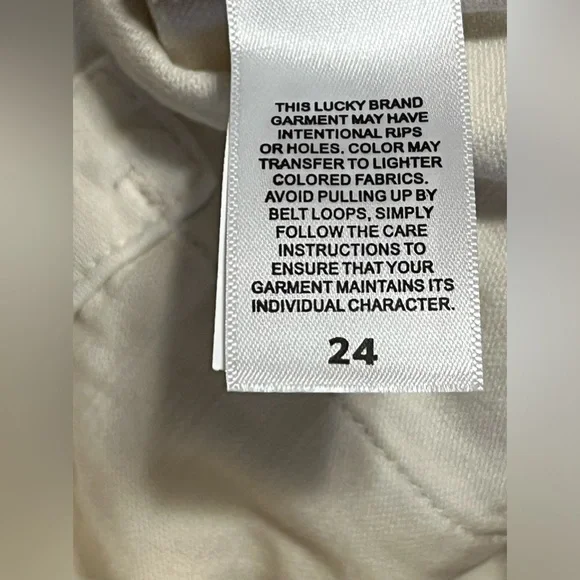 THIS LUCKY BRAND
GARMENT MAY HAVE
INTENTIONAL RIPS
OR HOLES. COLOR MAY
TRANSFER TO LIGHTER
COLORED FABRICS.
AVOID PULLING UP BY
BELT LOOPS, SIMPLY
FOLLOW THE CARE
INSTRUCTIONS TO
ENSURE THAT YOUR
GARMENT MAINTAINS ITS
INDIVIDUAL CHARACTER.
24